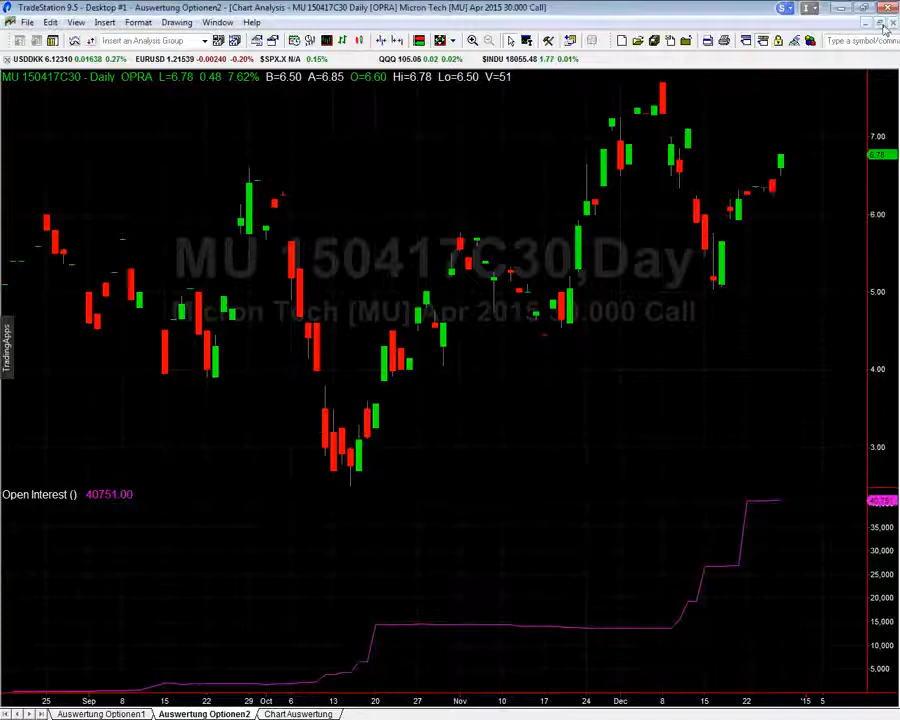 TradeStation 9.5 - Desktop #1 - Auswertung Optionen2 - [Chart Analysis - MU 150417C30 Daily [OPRA] Micron Tech [MU] Apr 2015 30.000 Call]
File Edit View Insert Format Drawing Window Help
Insert an Analysis Group
Type a symbol/comm
USDDKK 6.12310 0.01638 0.27% EURUSD 1.21539 -0.00240 -0.20% $SPX.X N/A 0.15% QQQ 105.06 0.02 0.02% $INDU 18055.48 1.77 0.01%
MU 150417C30 - Daily OPRA L=6.78 0.48 7.62% B=6.50 A=6.85 O=6.60 Hi=6.78 Lo=6.50 V=51
7.00
6.78
6.00
MU 150417C30,Day
5.00
Micron Tech [MU] Apr 2015 30.000 Call
TradingApps
4.00
3.00
Open Interest () 40751.00
40,751
35,000
30,000
25,000
20,000
15,000
10,000
5,000
25 Sep 8 15 22 29 Oct 6 13 20 27 Nov 10 17 24 Dec 8 15 22 '15 5
Auswertung Optionen1 Auswertung Optionen2 Chart Auswertung